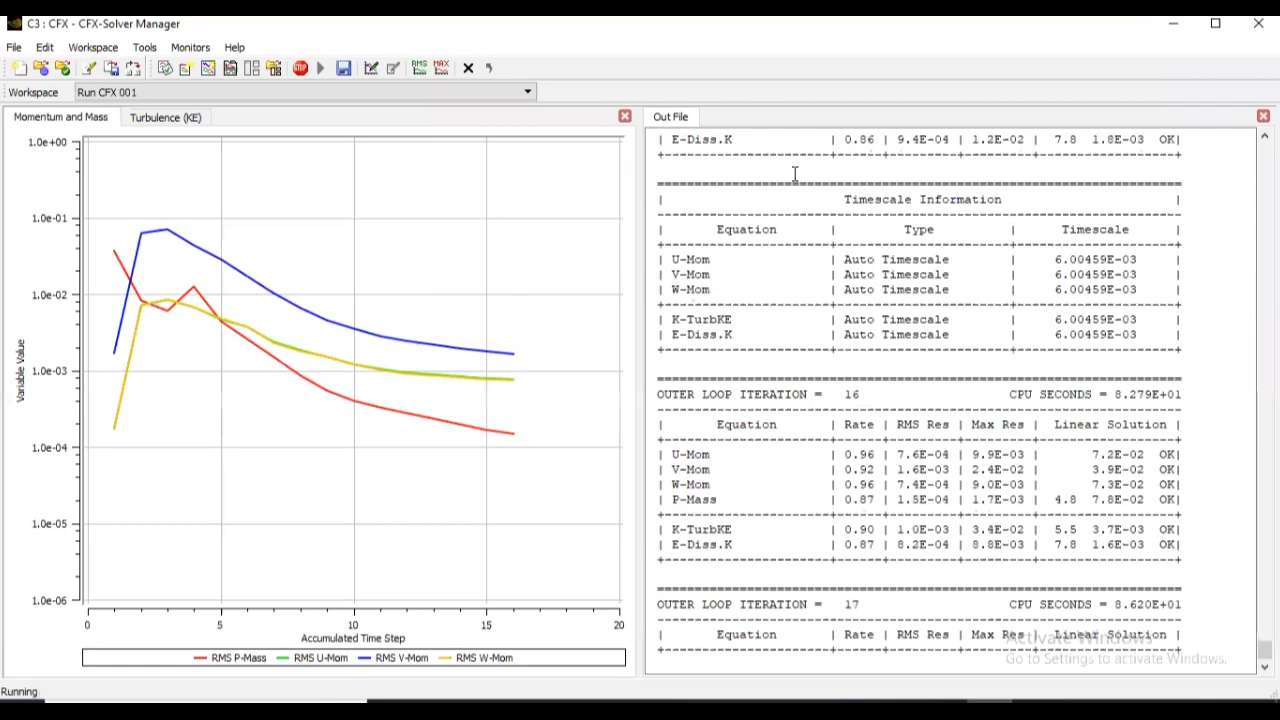 C3 : CFX - CFX-Solver Manager
File Edit Workspace Tools Monitors Help
STOP RMS MAX
Workspace Run CFX 001
Momentum and Mass Turbulence (KE)
1.0e+00
1.0e-01
1.0e-02
1.0e-03
1.0e-04
1.0e-05
1.0e-06
Variable Value
0 5 10 15 20
Accumulated Time Step
RMS P-Mass RMS U-Mom RMS V-Mom RMS W-Mom
Out File
| E-Diss.K | 0.86 | 9.4E-04 | 1.2E-02 | 7.8 1.8E-03 OK|
+----------------------+------+---------+---------+------------------+
======================================================================
| Timescale Information |
----------------------------------------------------------------------
| Equation | Type | Timescale |
+----------------------+-----------------------+---------------------+
| U-Mom | Auto Timescale | 6.00459E-03 |
| V-Mom | Auto Timescale | 6.00459E-03 |
| W-Mom | Auto Timescale | 6.00459E-03 |
+----------------------+-----------------------+---------------------+
| K-TurbKE | Auto Timescale | 6.00459E-03 |
| E-Diss.K | Auto Timescale | 6.00459E-03 |
+----------------------+-----------------------+---------------------+
======================================================================
OUTER LOOP ITERATION = 16 CPU SECONDS = 8.279E+01
----------------------------------------------------------------------
| Equation | Rate | RMS Res | Max Res | Linear Solution |
+----------------------+------+---------+---------+------------------+
| U-Mom | 0.96 | 7.6E-04 | 9.9E-03 | 7.2E-02 OK|
| V-Mom | 0.92 | 1.6E-03 | 2.4E-02 | 3.9E-02 OK|
| W-Mom | 0.96 | 7.4E-04 | 9.0E-03 | 7.3E-02 OK|
| P-Mass | 0.87 | 1.5E-04 | 1.7E-03 | 4.8 7.8E-02 OK|
+----------------------+------+---------+---------+------------------+
| K-TurbKE | 0.90 | 1.0E-03 | 3.4E-02 | 5.5 3.7E-03 OK|
| E-Diss.K | 0.87 | 8.2E-04 | 8.8E-03 | 7.8 1.6E-03 OK|
+----------------------+------+---------+---------+------------------+
======================================================================
OUTER LOOP ITERATION = 17 CPU SECONDS = 8.620E+01
----------------------------------------------------------------------
| Equation | Rate | RMS Res | Max Res | Linear Solution |
+----------------------+------+---------+---------+------------------+
Activate Windows
Go to Settings to activate Windows.
Running